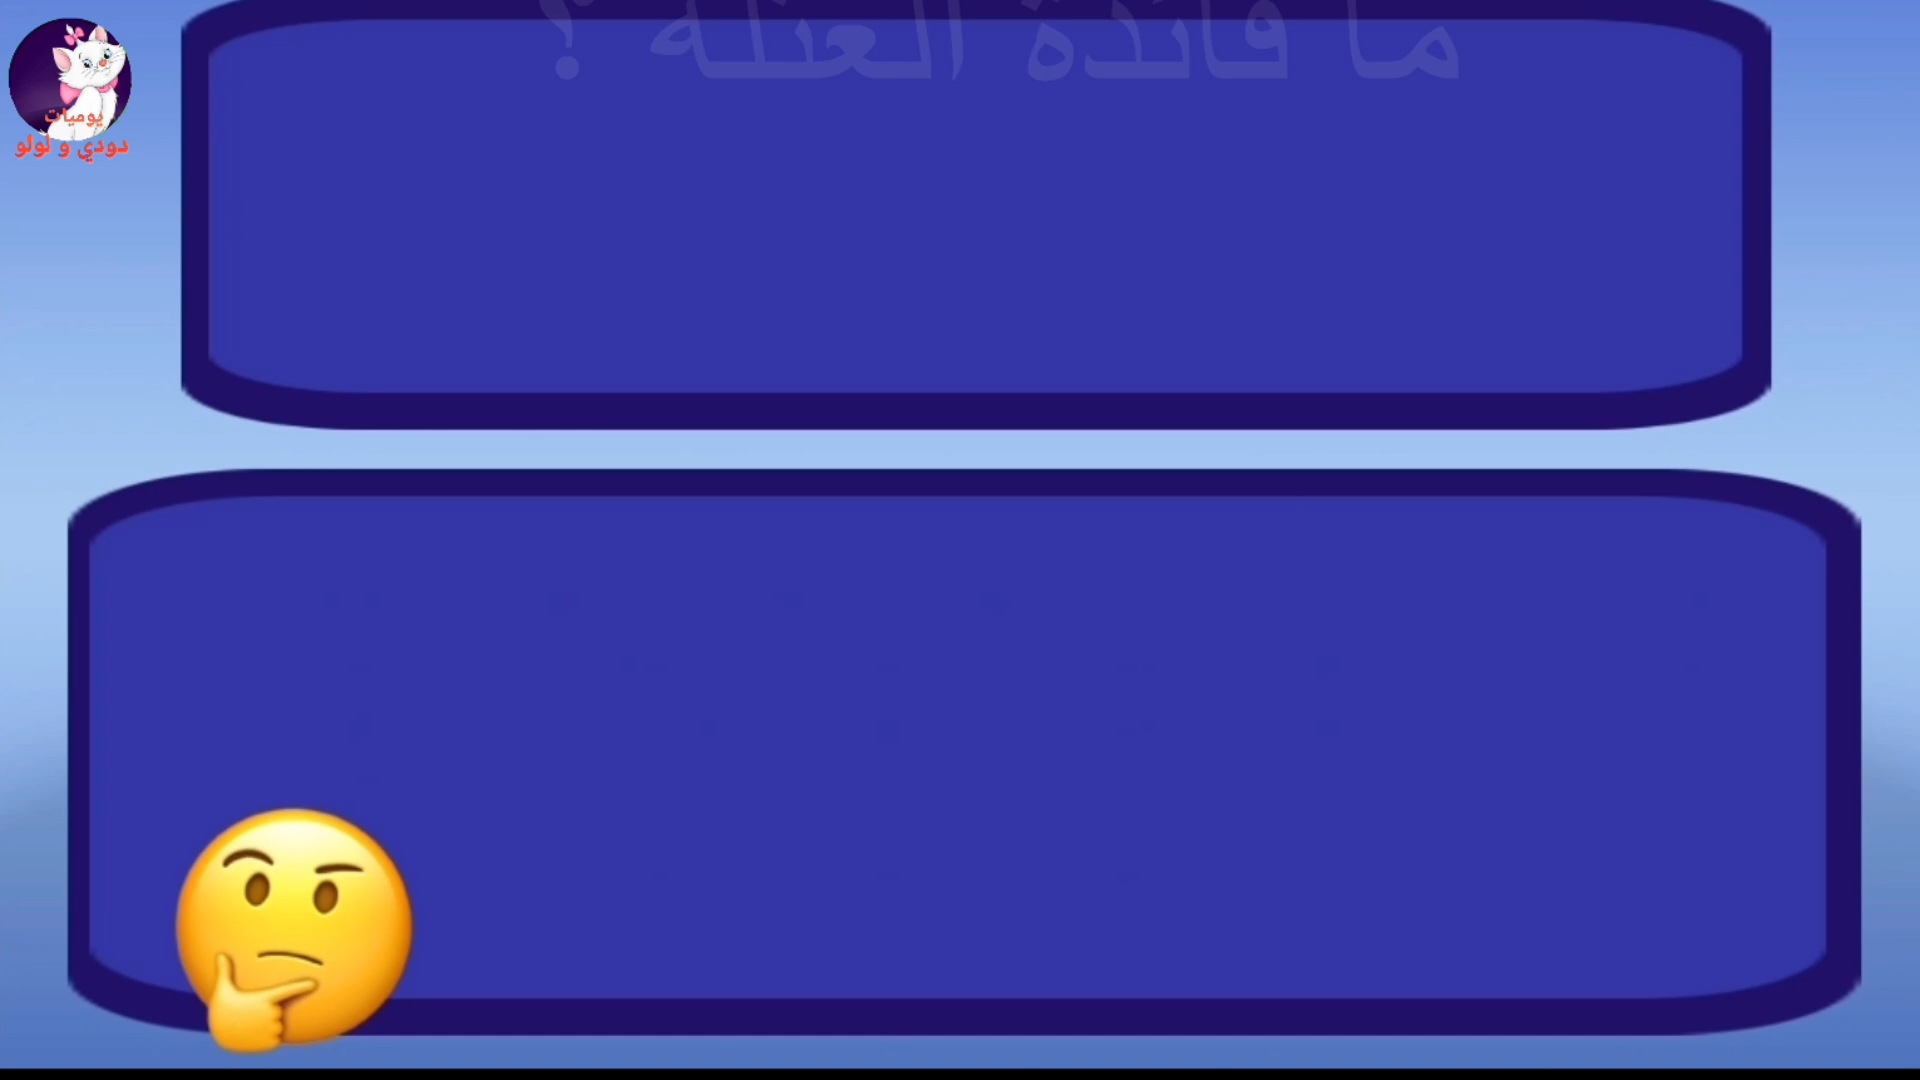 ما فائدة العتلة ؟
يوميات
دودي و لولو